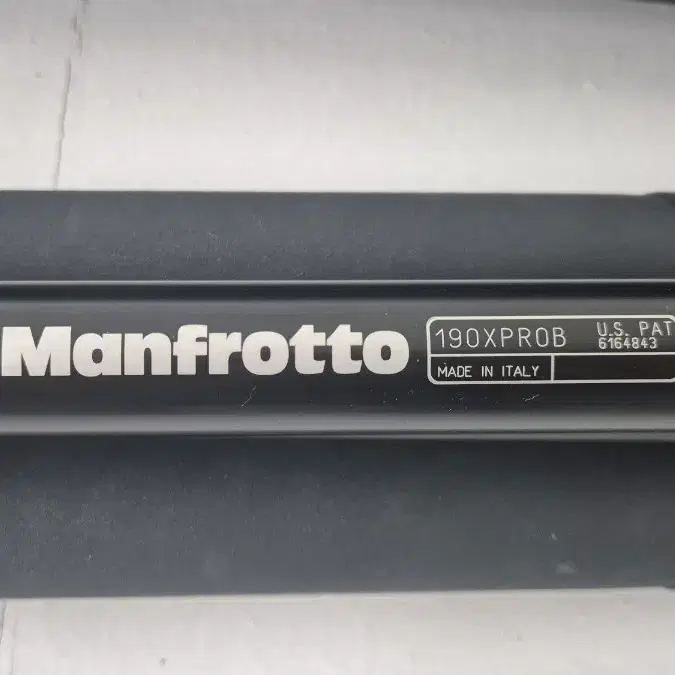 Manfrotto
190XPROB
U.S. PAT
6164843
MADE IN ITALY